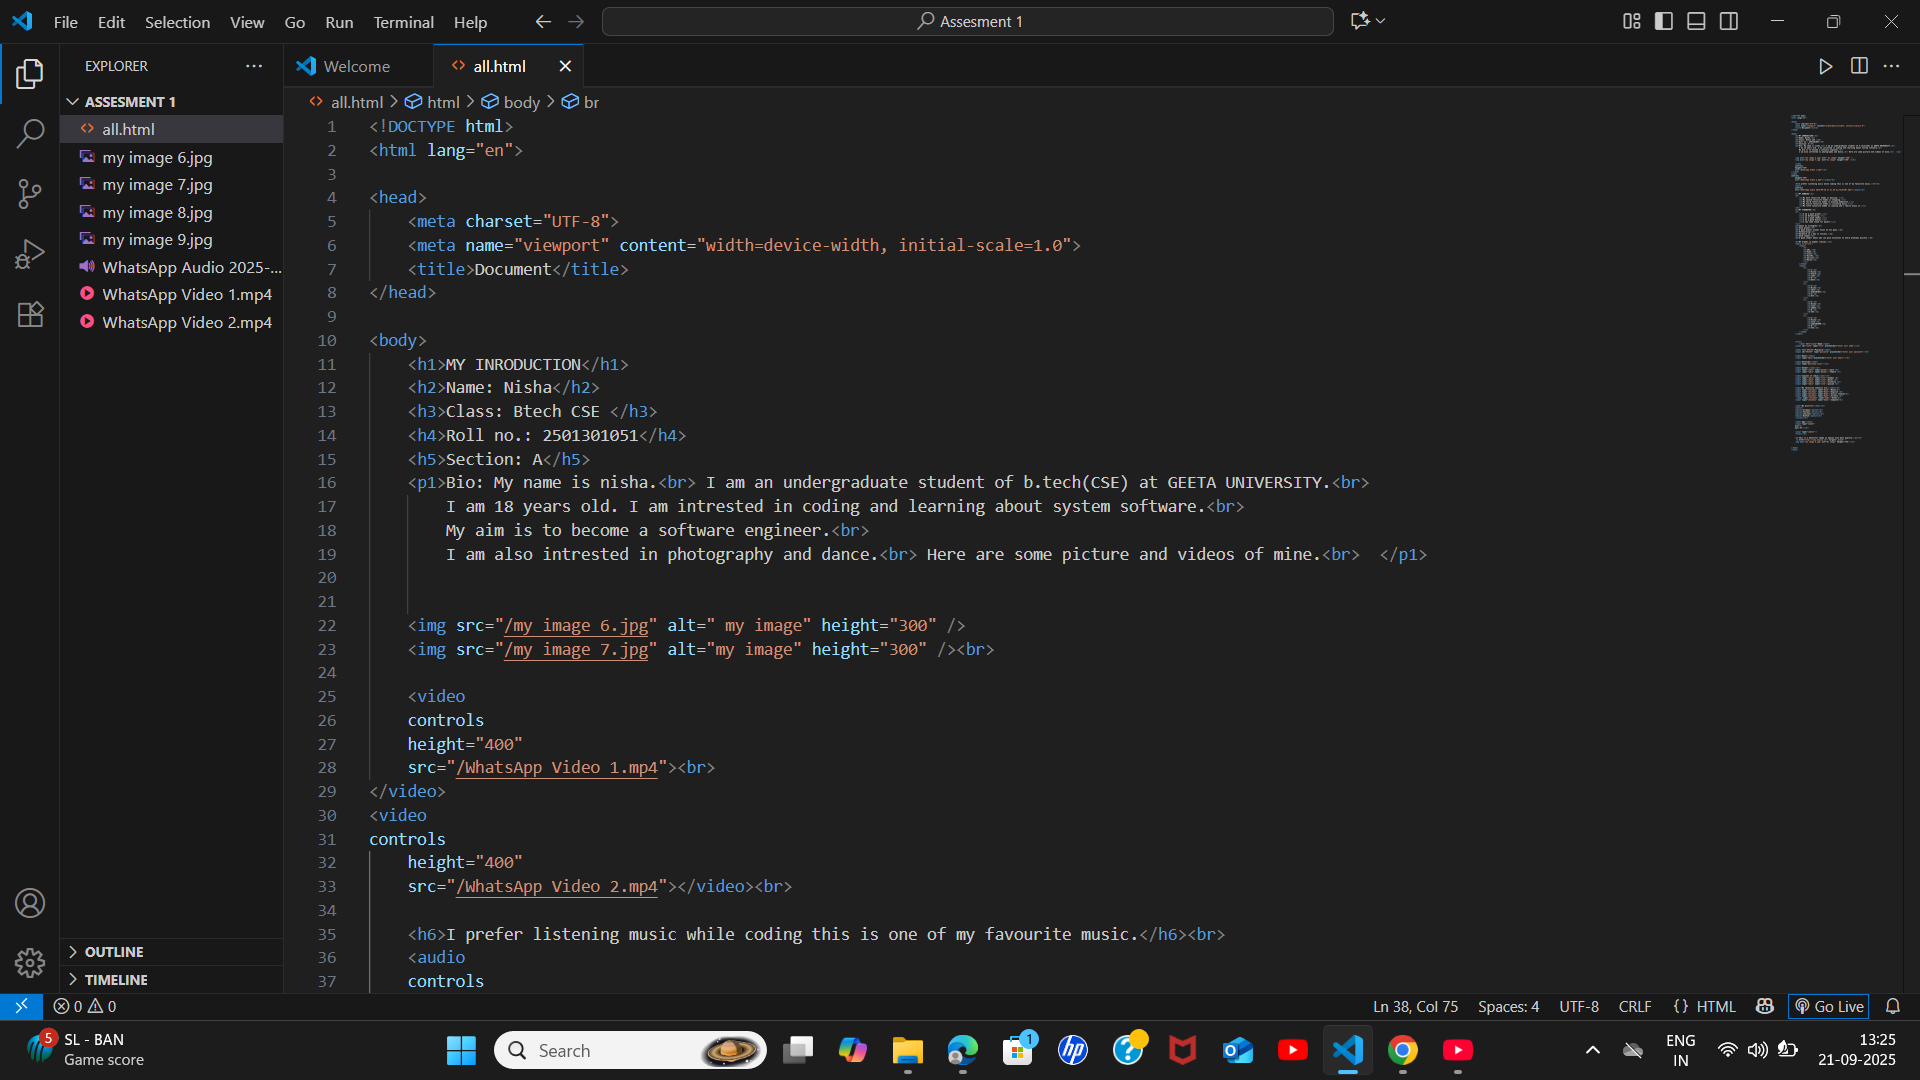 File Edit Selection View Go Run Terminal Help
Assesment 1
EXPLORER
ASSESMENT 1
all.html
my image 6.jpg
my image 7.jpg
my image 8.jpg
my image 9.jpg
WhatsApp Audio 2025-...
WhatsApp Video 1.mp4
WhatsApp Video 2.mp4
OUTLINE
TIMELINE
Welcome all.html
all.html html body br
1 <!DOCTYPE html>
2 <html lang="en">
3
4 <head>
5 <meta charset="UTF-8">
6 <meta name="viewport" content="width=device-width, initial-scale=1.0">
7 <title>Document</title>
8 </head>
9
10 <body>
11 <h1>MY INRODUCTION</h1>
12 <h2>Name: Nisha</h2>
13 <h3>Class: Btech CSE </h3>
14 <h4>Roll no.: 2501301051</h4>
15 <h5>Section: A</h5>
16 <p1>Bio: My name is nisha.<br> I am an undergraduate student of b.tech(CSE) at GEETA UNIVERSITY.<br>
17 I am 18 years old. I am intrested in coding and learning about system software.<br>
18 My aim is to become a software engineer.<br>
19 I am also intrested in photography and dance.<br> Here are some picture and videos of mine.<br>  </p1>
20
21
22 <img src="/my image 6.jpg" alt=" my image" height="300" />
23 <img src="/my image 7.jpg" alt="my image" height="300" /><br>
24
25 <video
26 controls
27 height="400"
28 src="/WhatsApp Video 1.mp4"><br>
29 </video>
30 <video
31 controls
32 height="400"
33 src="/WhatsApp Video 2.mp4"></video><br>
34
35 <h6>I prefer listening music while coding this is one of my favourite music.</h6><br>
36 <audio
37 controls
0 0 Ln 38, Col 75 Spaces: 4 UTF-8 CRLF {} HTML Go Live
5 SL - BAN
Game score
Search
1
ENG
IN
13:25
21-09-2025